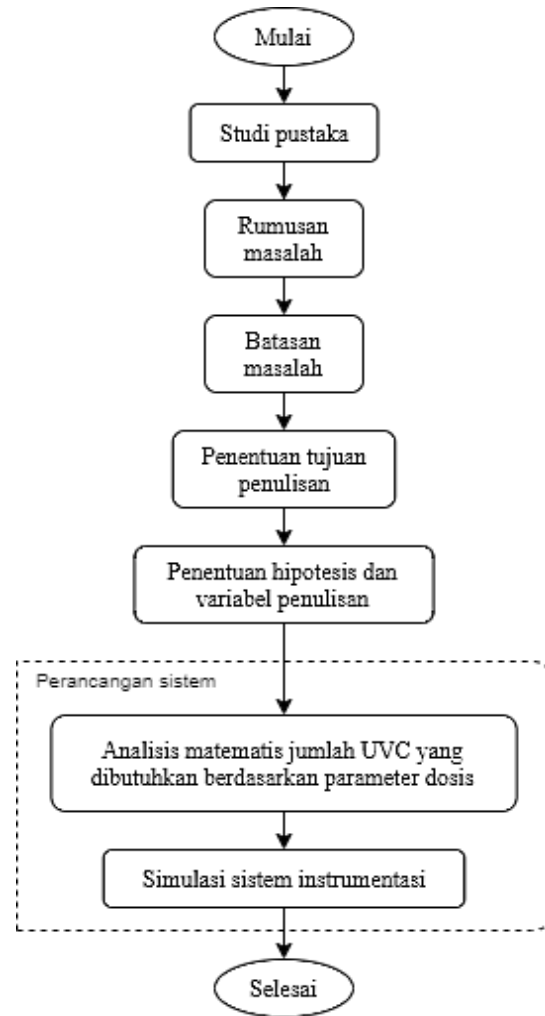 Mulai
Studi pustaka
Rumusan
masalah
Batasan
masalah
Penentuan tujuan
penulisan
Penentuan hipotesis dan
variabel penulisan
Perancangan sistem
Analisis matematis jumlah UVC yang
dibutuhkan berdasarkan parameter dosis
Simulasi sistem instrumentasi
Selesai